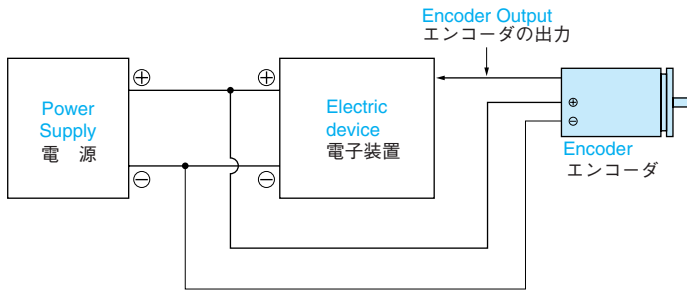 Encoder Output
エンコーダの出力
⊕
⊕
Power
Supply
電 源
Electric
device
電子装置
⊕
⊖
⊖
⊖
Encoder
エンコーダ